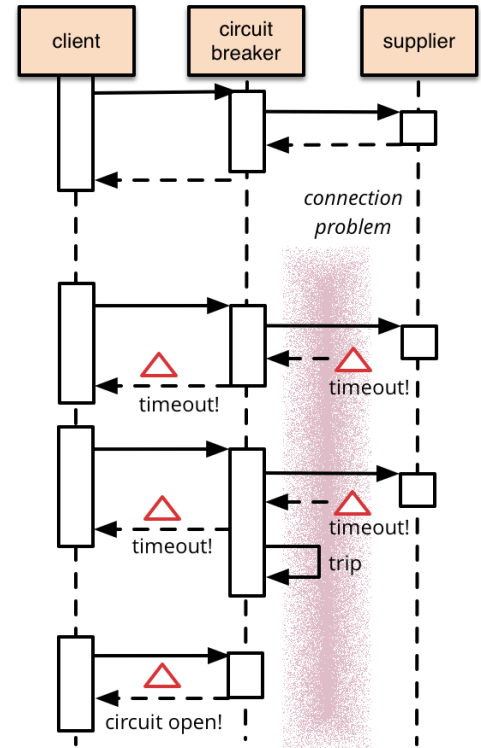 client
circuit
breaker
supplier
connection
problem
timeout!
timeout!
timeout!
timeout!
trip
circuit open!